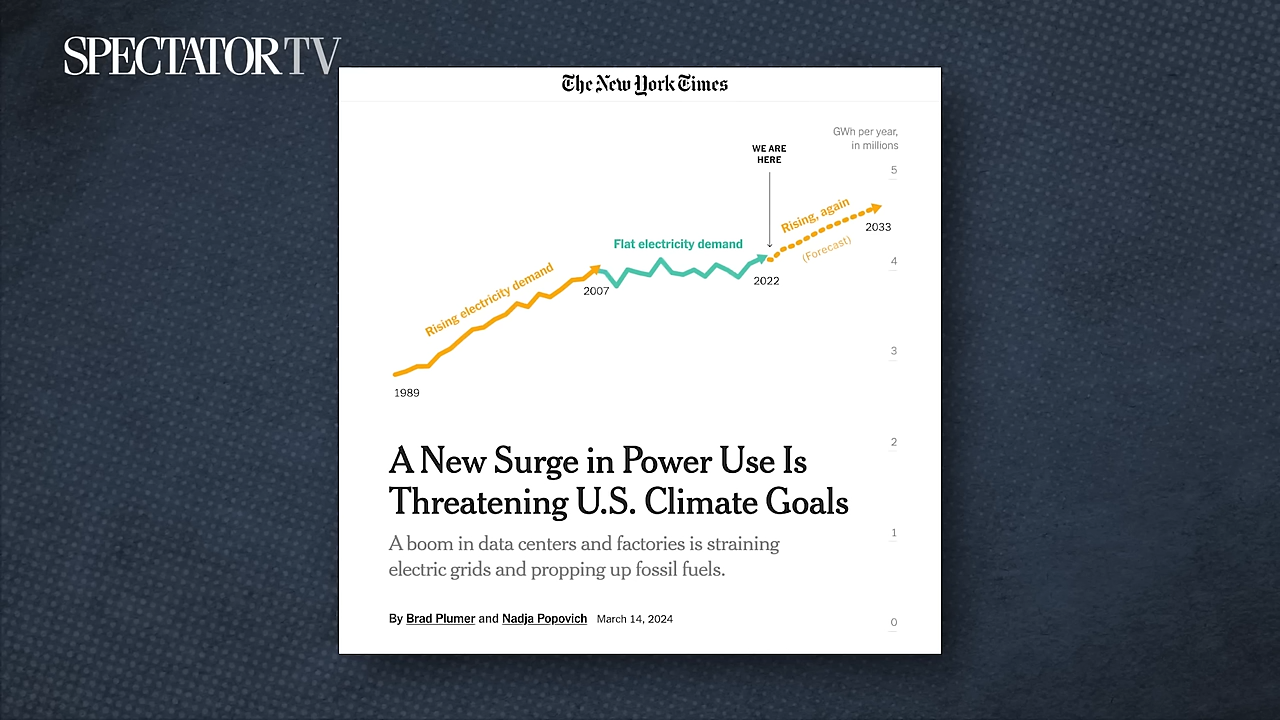 SPECTATOR TV
The New York Times
GWh per year,
in millions
WE ARE
HERE
5
Rising, again
2033
Flat electricity demand
(Forecast)
4
Rising electricity demand
2022
2007
3
1989
2
A New Surge in Power Use Is
Threatening U.S. Climate Goals
1
A boom in data centers and factories is straining
electric grids and propping up fossil fuels.
By Brad Plumer and Nadja Popovich March 14, 2024
0